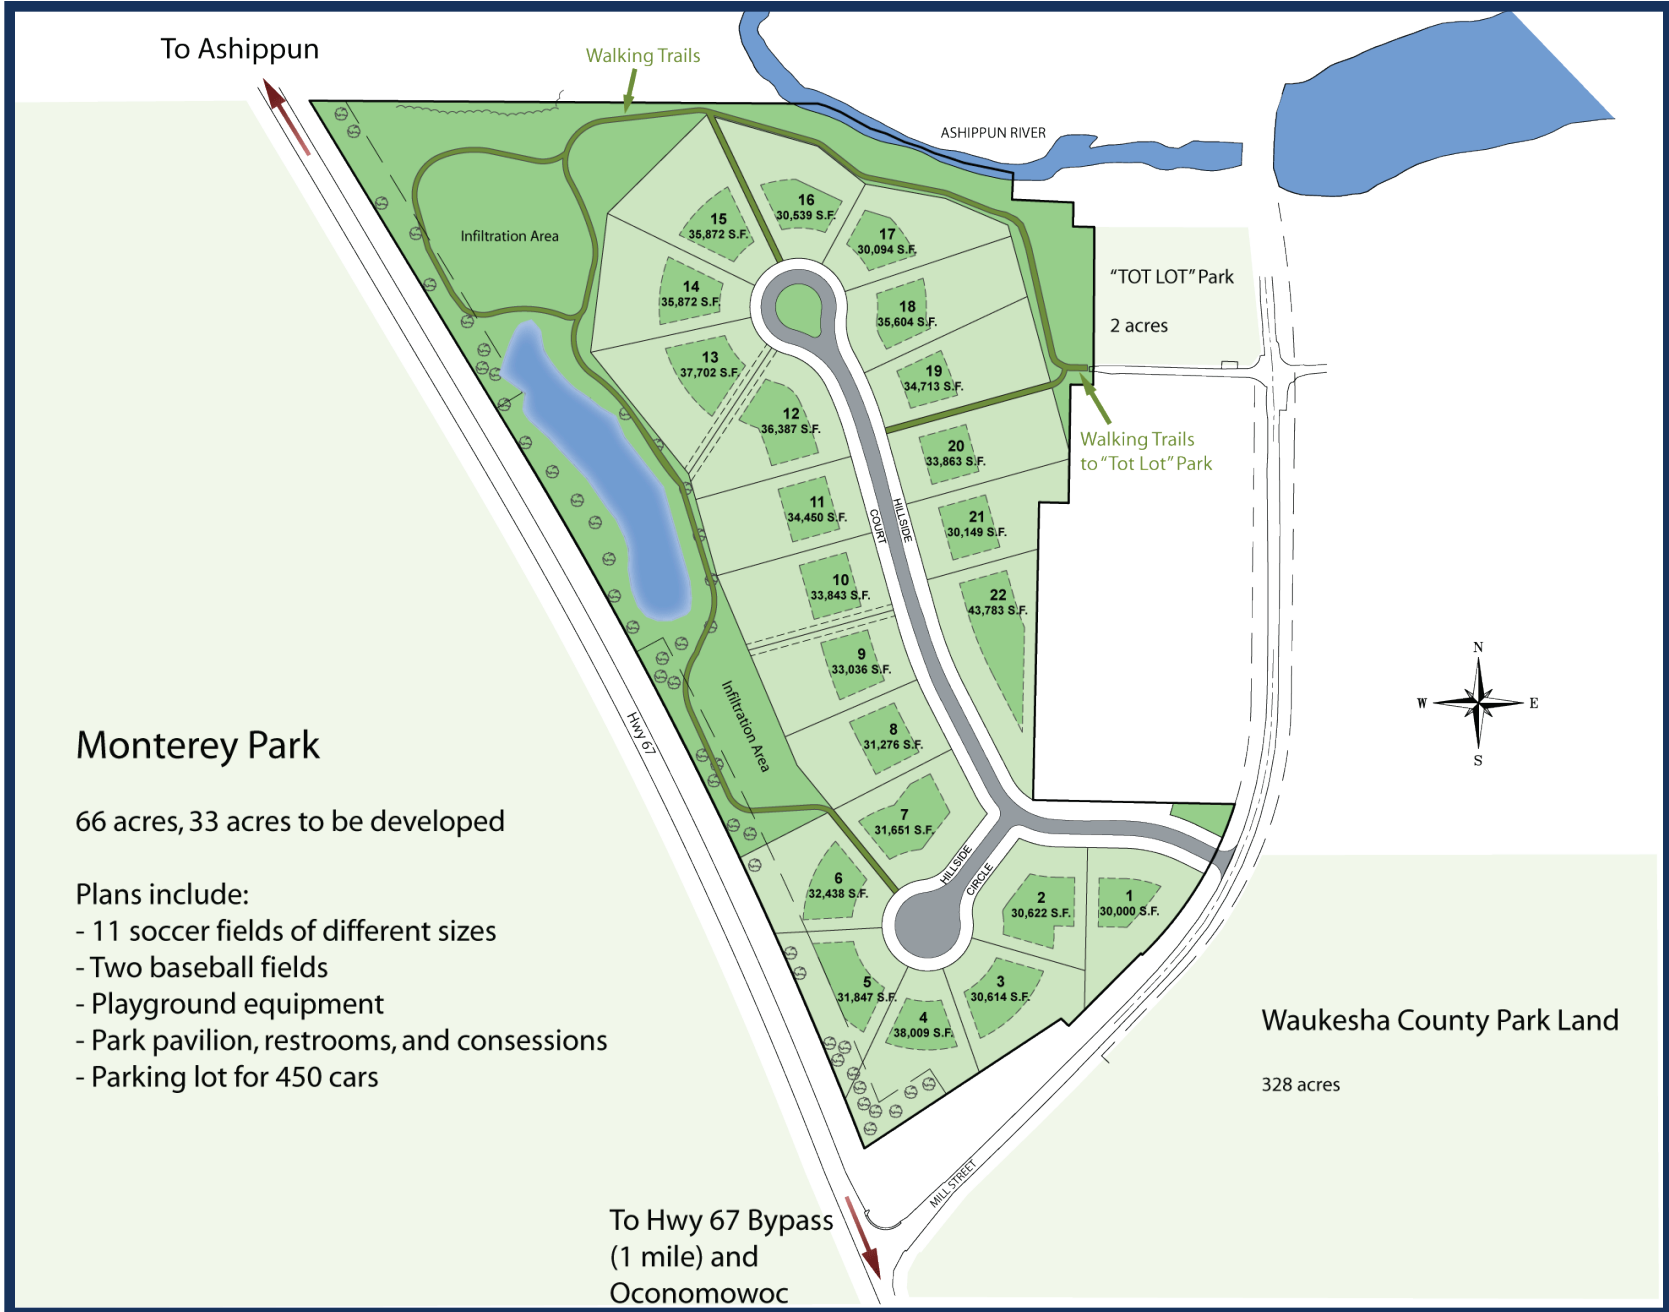 To Ashippun
Walking Trails
ASHIPPUN RIVER
Infiltration Area
"TOT LOT" Park
2 acres
16
30,539 S.F.
15
35,872 S.F.
17
30,094 S.F.
14
35,872 S.F.
18
35,604 S.F.
13
37,702 S.F.
19
34,713 S.F.
12
36,387 S.F.
20
33,863 S.F.
Walking Trails
to "Tot Lot" Park
11
34,450 S.F.
HILLSIDE
COURT
21
30,149 S.F.
10
33,843 S.F.
22
43,783 S.F.
9
33,036 S.F.
8
31,276 S.F.
7
31,651 S.F.
Infiltration Area
Hwy 67
N
W
E
S
Monterey Park
66 acres, 33 acres to be developed
Plans include:
- 11 soccer fields of different sizes
- Two baseball fields
- Playground equipment
- Park pavilion, restrooms, and consessions
- Parking lot for 450 cars
HILLSIDE
CIRCLE
6
32,438 S.F.
2
30,622 S.F.
1
30,000 S.F.
5
31,847 S.F.
3
30,614 S.F.
4
38,009 S.F.
Waukesha County Park Land
328 acres
MILL STREET
To Hwy 67 Bypass
(1 mile) and
Oconomowoc